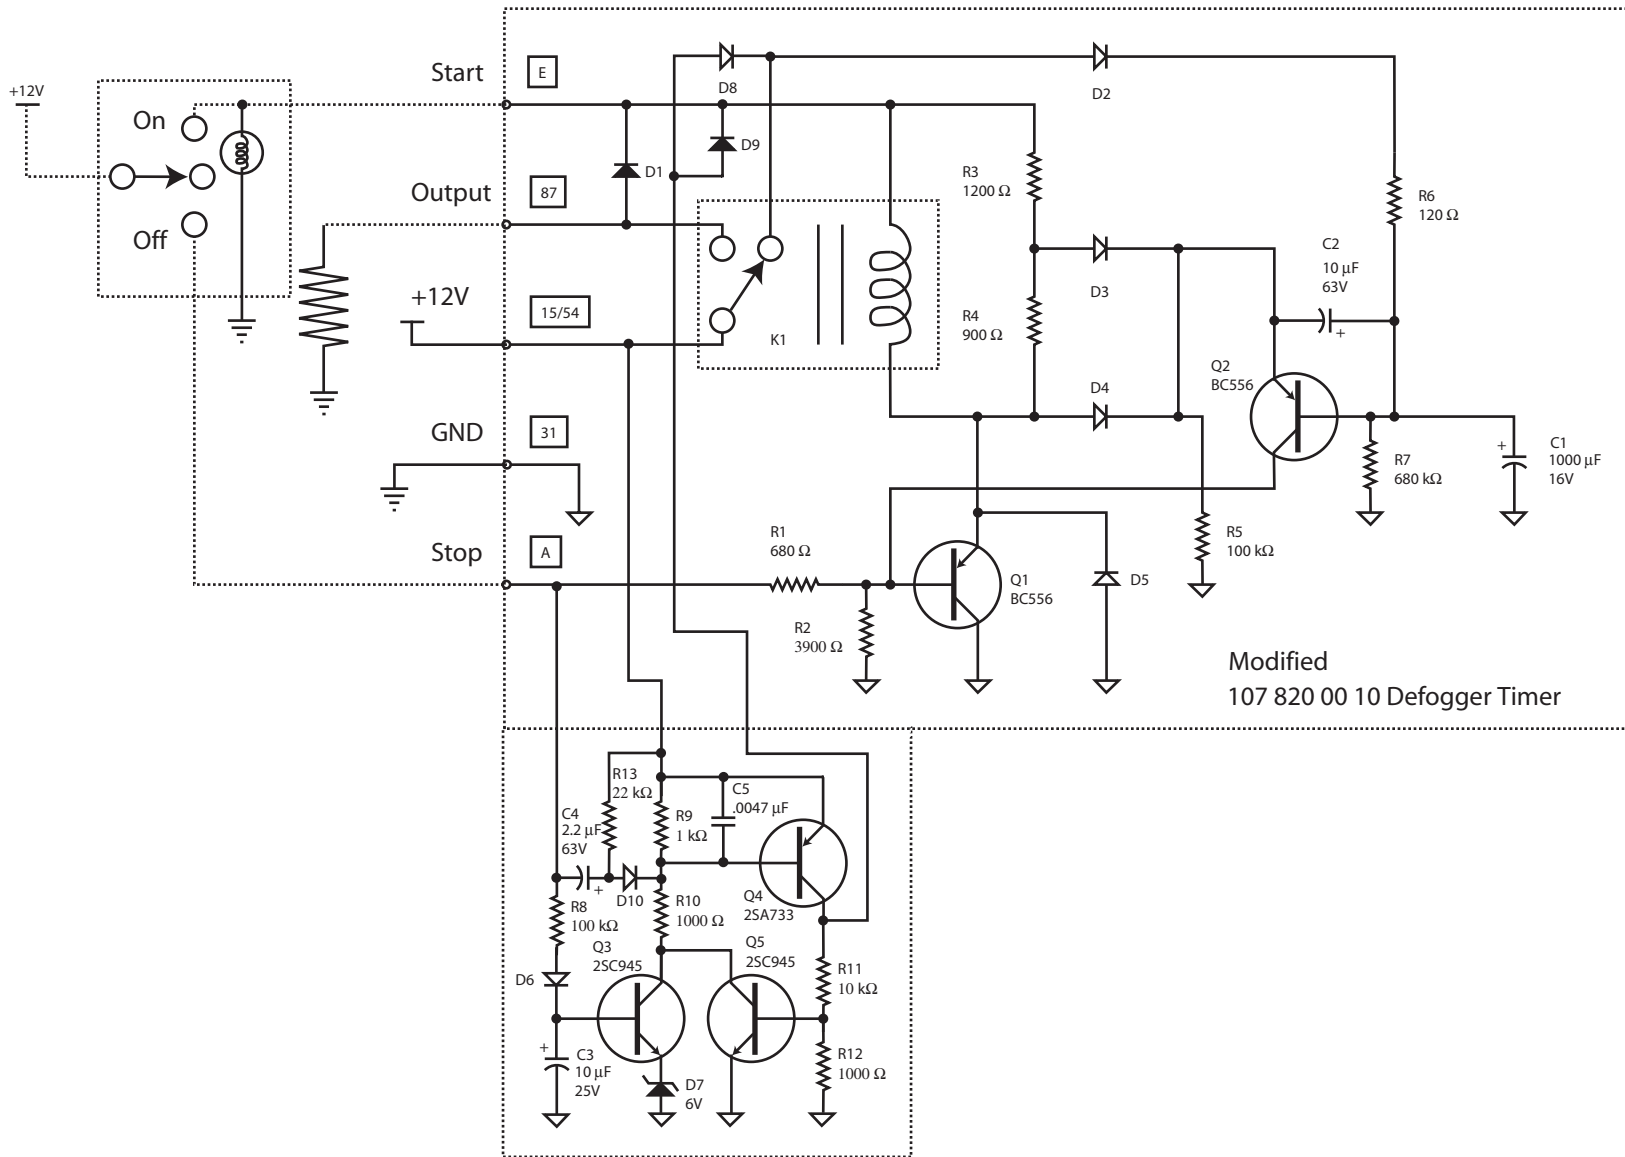 +12V
On
Off
Start
E
Output
87
+12V
15/54
GND
31
Stop
A
D8
D9
D1
D2
K1
R3
1200 Ω
R4
900 Ω
D3
D4
R6
120 Ω
C2
10 µF
63V
+
Q2
BC556
R7
680 kΩ
+
C1
1000 µF
16V
R5
100 kΩ
R1
680 Ω
R2
3900 Ω
Q1
BC556
D5
Modified
107 820 00 10 Defogger Timer
R13
22 kΩ
C4
2.2 µF
63V
+
R9
1 kΩ
C5
.0047 µF
D10
R8
100 kΩ
R10
1000 Ω
Q4
2SA733
Q3
2SC945
Q5
2SC945
D6
R11
10 kΩ
+
C3
10 µF
25V
D7
6V
R12
1000 Ω